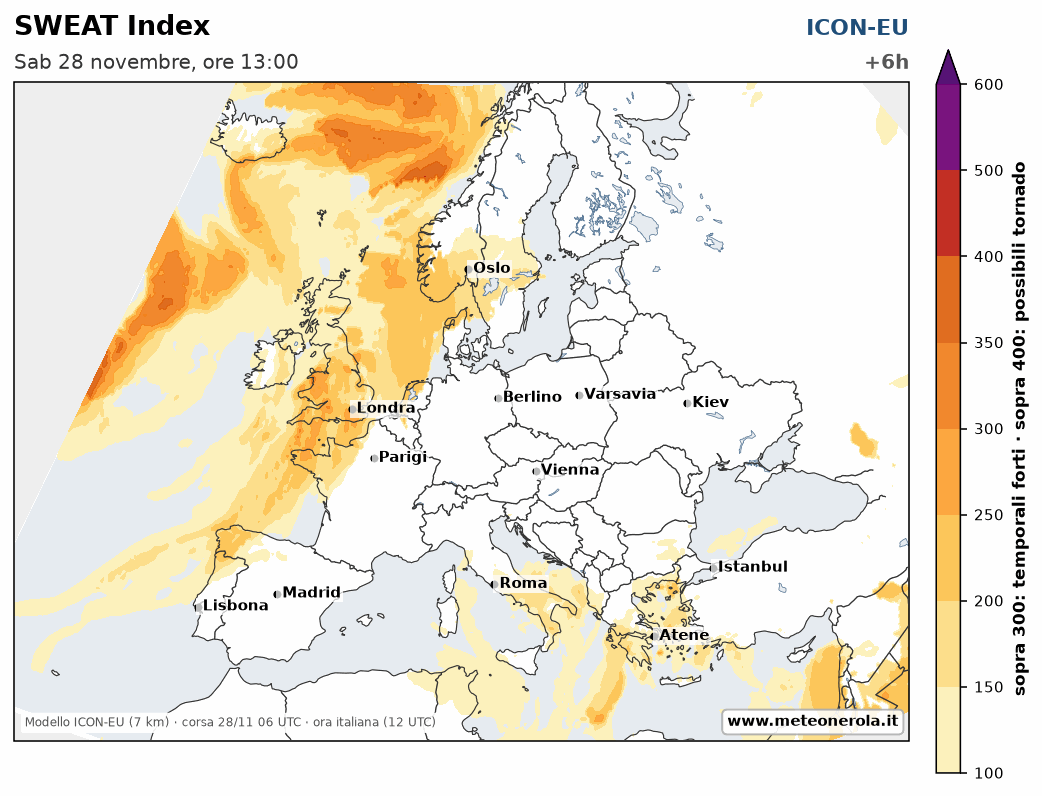 SWEAT Index
ICON-EU
Sab 28 novembre, ore 13:00
+6h
Oslo
Londra
Berlino
Varsavia
Kiev
Parigi
Vienna
Istanbul
Roma
Madrid
Lisbona
Atene
Modello ICON-EU (7 km) · corsa 28/11 06 UTC · ora italiana (12 UTC)
www.meteonerola.it
600
500
400
350
300
250
200
150
100
sopra 300: temporali forti · sopra 400: possibili tornado